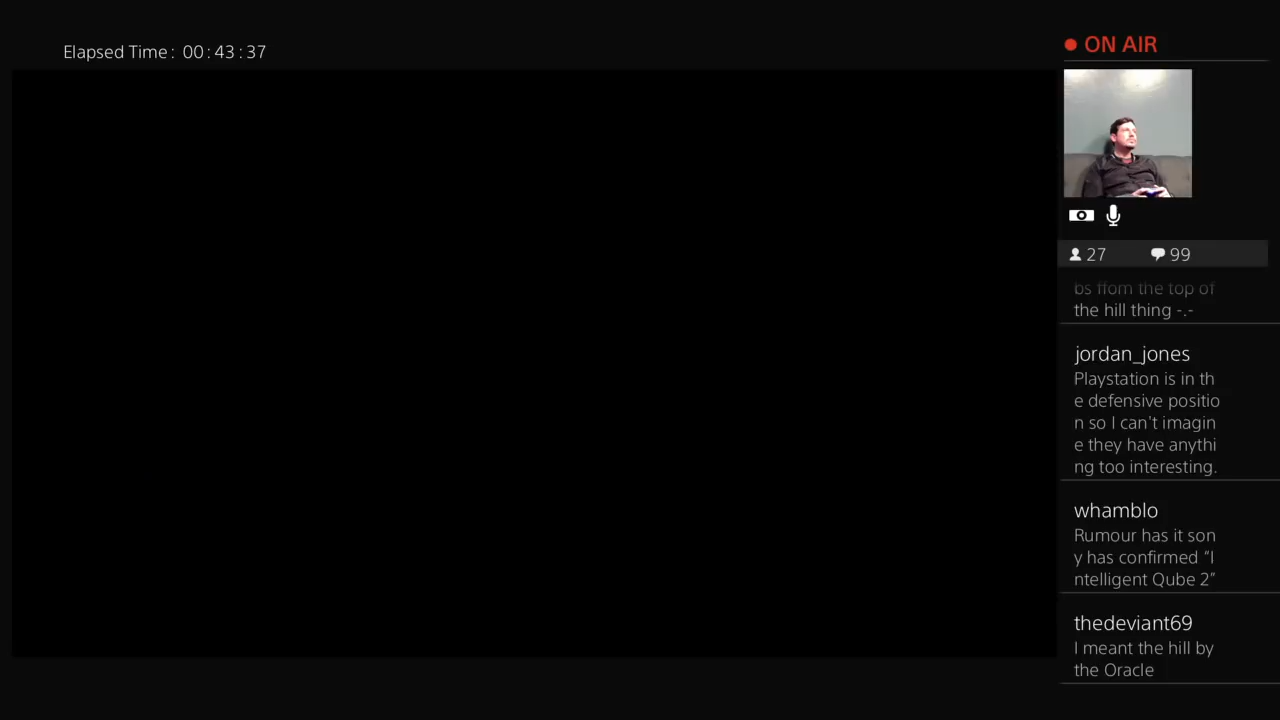 Elapsed Time: 00:43:37
ON AIR
27 99
bs ffom the top of
the hill thing -.-
jordan_jones
Playstation is in th
e defensive positio
n so I can't imagin
e they have anythi
ng too interesting.
whamblo
Rumour has it son
y has confirmed "I
ntelligent Qube 2"
thedeviant69
I meant the hill by
the Oracle